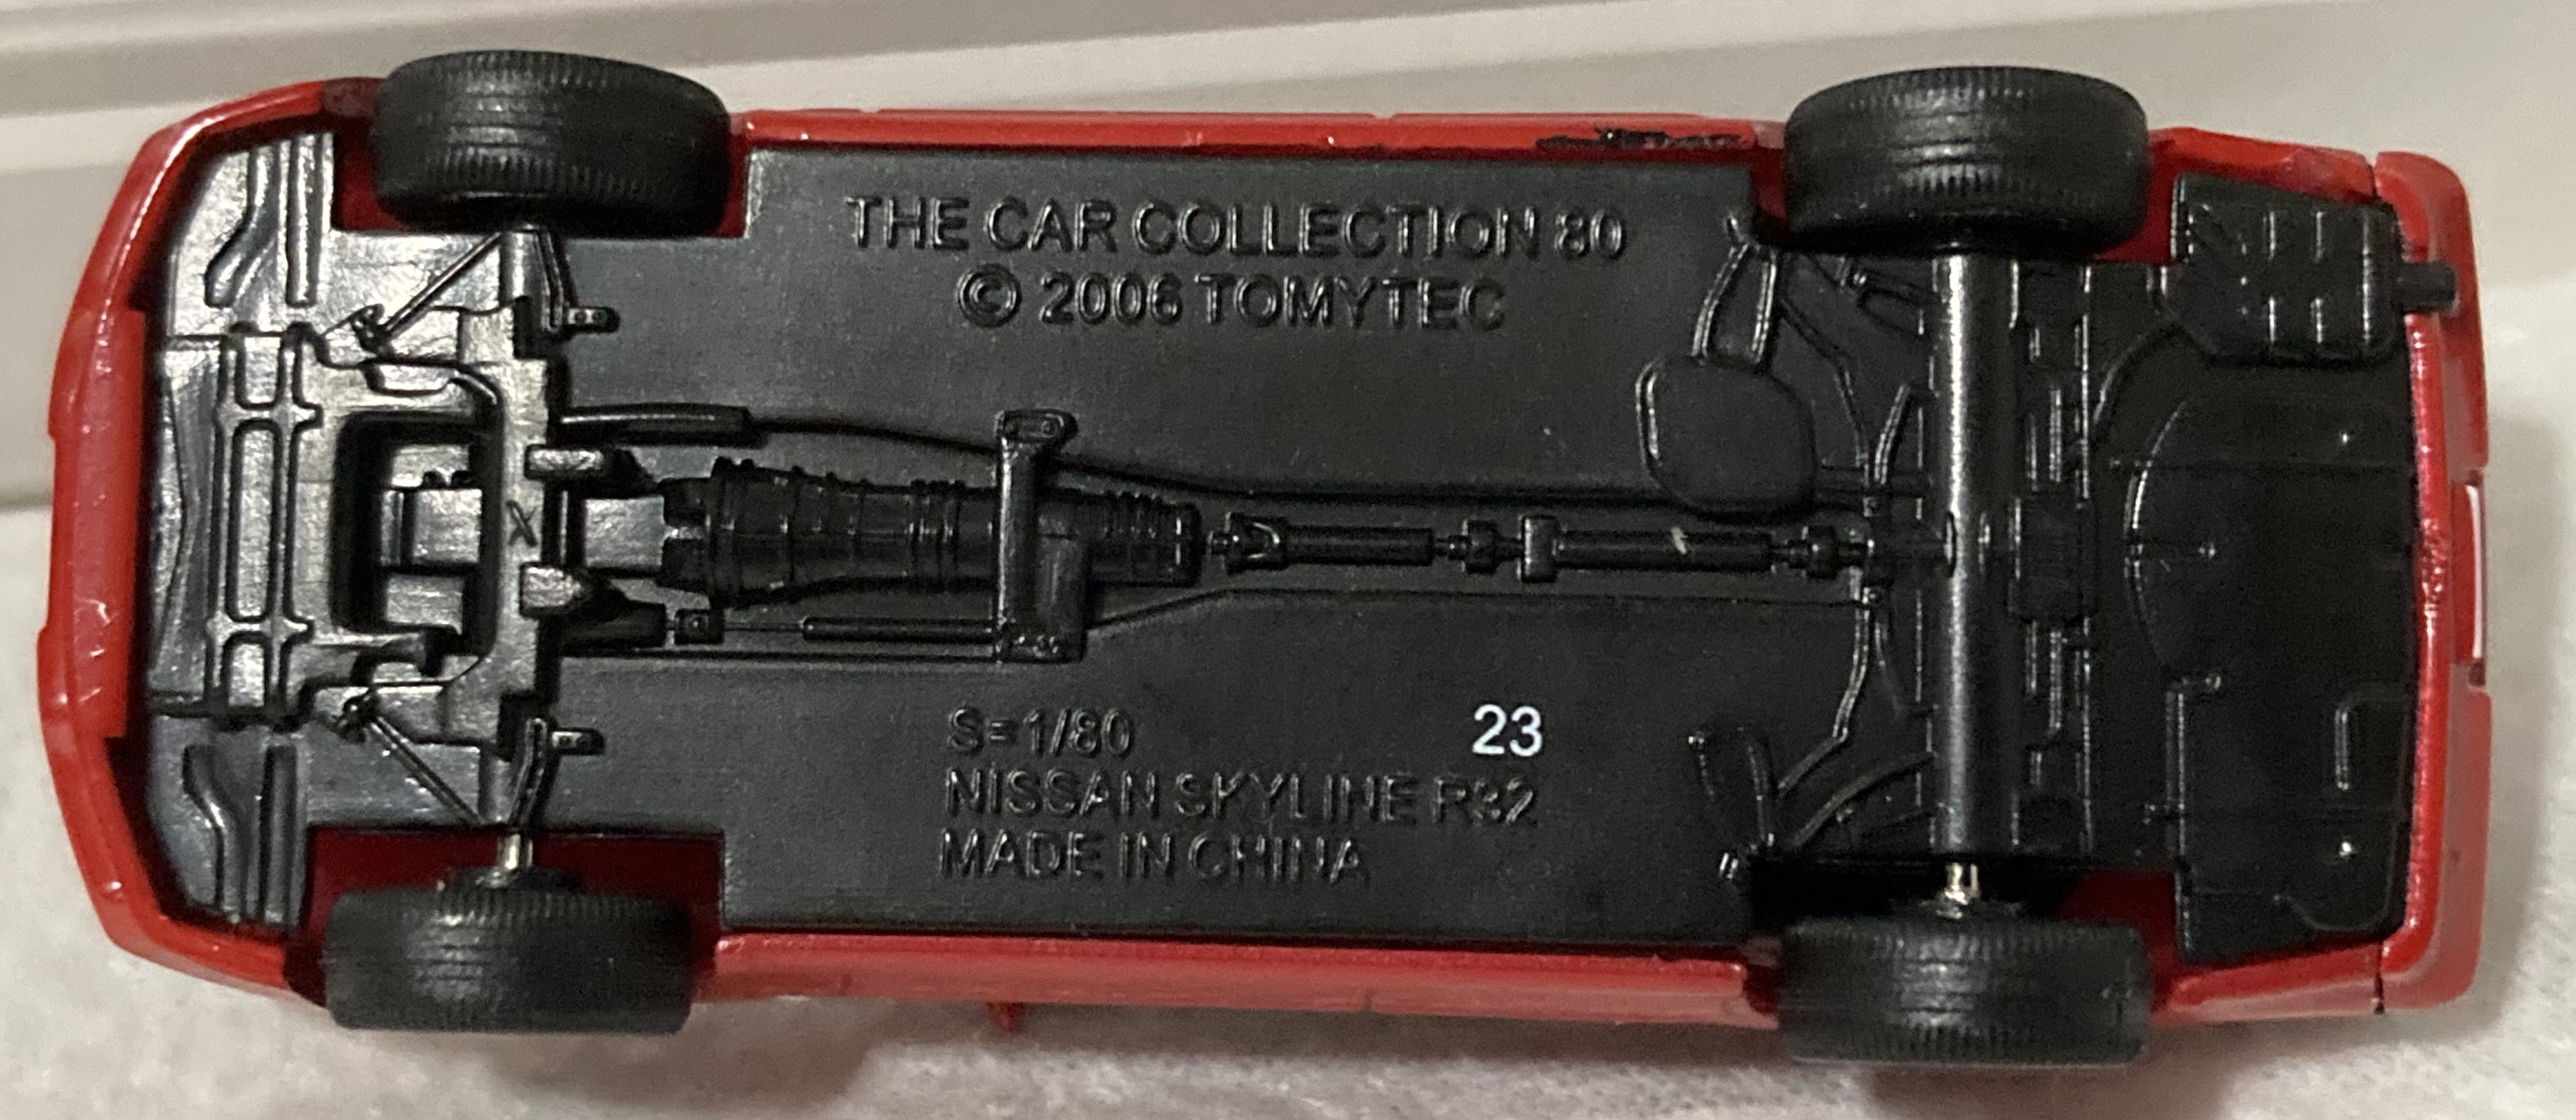 THE CAR COLLECTION 80
© 2006 TOMYTEC
S=1/80
23
NISSAN SKYLINE R32
MADE IN CHINA